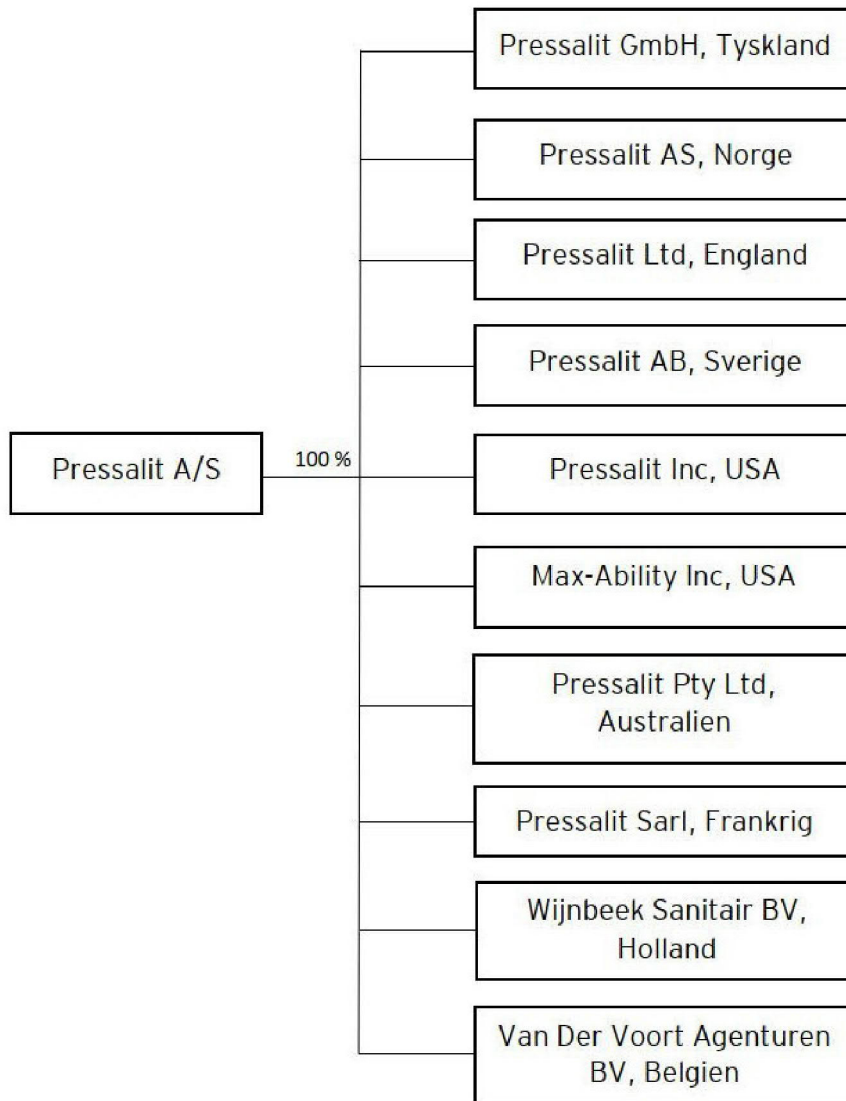 Pressalit A/S
100 %
Pressalit GmbH, Tyskland
Pressalit AS, Norge
Pressalit Ltd, England
Pressalit AB, Sverige
Pressalit Inc, USA
Max-Ability Inc, USA
Pressalit Pty Ltd,
Australien
Pressalit Sarl, Frankrig
Wijnbeek Sanitair BV,
Holland
Van Der Voort Agenturen
BV, Belgien